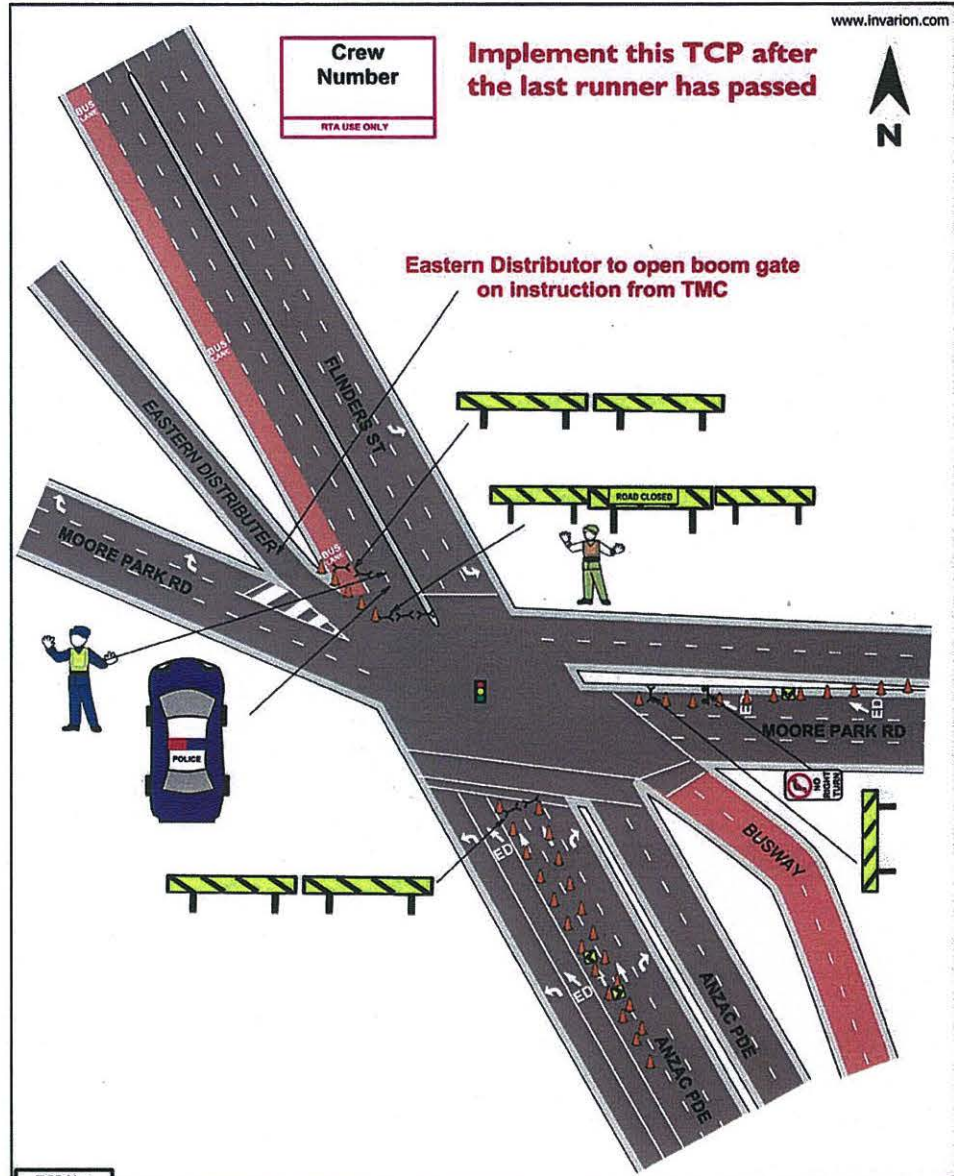 www.invarion.com
Crew
Number
RTA USE ONLY
Implement this TCP after
the last runner has passed
N
BUS
LANE
Eastern Distributor to open boom gate
on instruction from TMC
BUS
LANE
FLINDERS ST
EASTERN DISTRIBUTER
ROAD CLOSED
MOORE PARK RD
BUS
LANE
ED
ED
MOORE PARK RD
POLICE
NO
RIGHT
TURN
BUSWAY
ED
ED
ANZAC PDE
ANZAC PDE